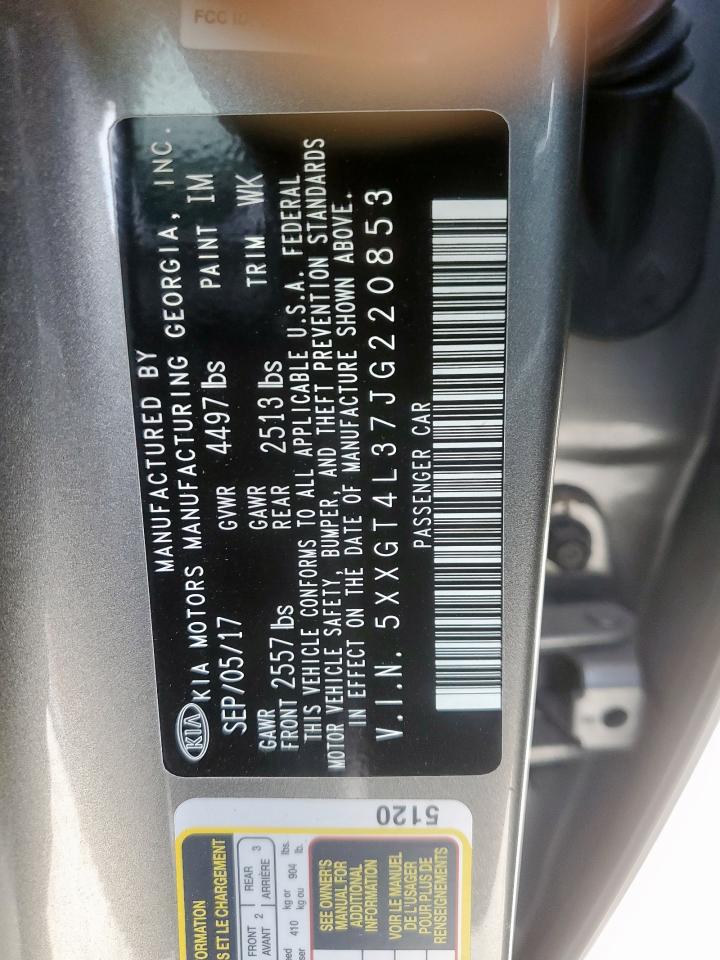 FCC ID
MANUFACTURED BY
KIA KIA MOTORS MANUFACTURING GEORGIA, INC.
SEP/05/17 GVWR 4497 lbs PAINT IM
GAWR FRONT 2557 lbs GAWR REAR 2513 lbs TRIM WK
THIS VEHICLE CONFORMS TO ALL APPLICABLE U.S.A. FEDERAL
MOTOR VEHICLE SAFETY, BUMPER, AND THEFT PREVENTION STANDARDS
IN EFFECT ON THE DATE OF MANUFACTURE SHOWN ABOVE.
V.I.N. 5XXGT4L37JG220853
PASSENGER CAR
5120
FORMATION
S ET LE CHARGEMENT
FRONT 2 REAR 3
AVANT 2 ARRIÈRE 3
410 kg or 904 lbs.
kg ou lb.
SEE OWNER'S
MANUAL FOR
ADDITIONAL
INFORMATION
VOIR LE MANUEL
DE L'USAGER
POUR PLUS DE
RENSEIGNEMENTS